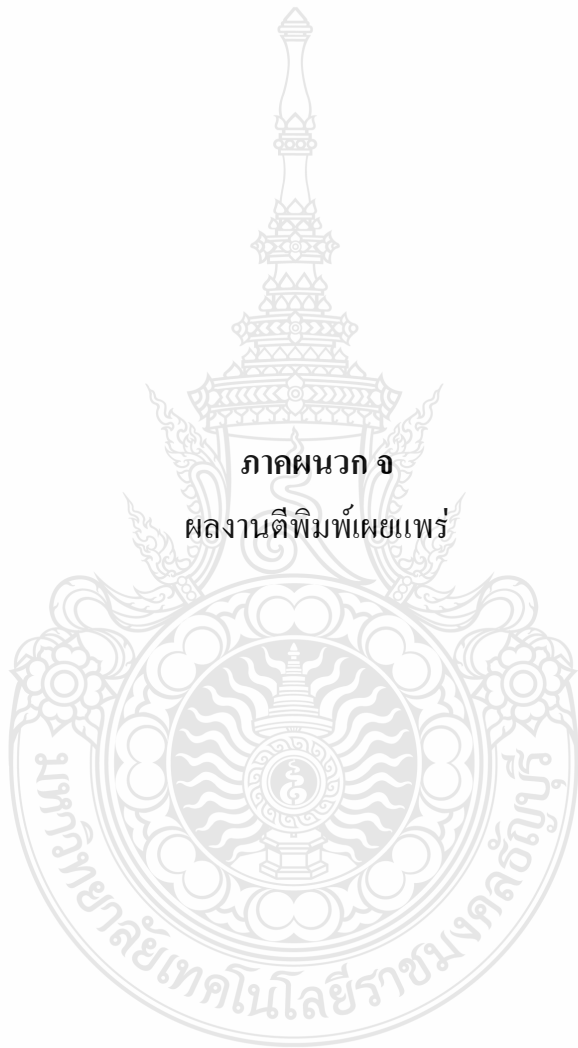 ภาคผนวก จ
ผลงานตีพิมพ์เผยแพร่
มหาวิทยาลัยเทคโนโลยีราชมงคลธัญบุรี